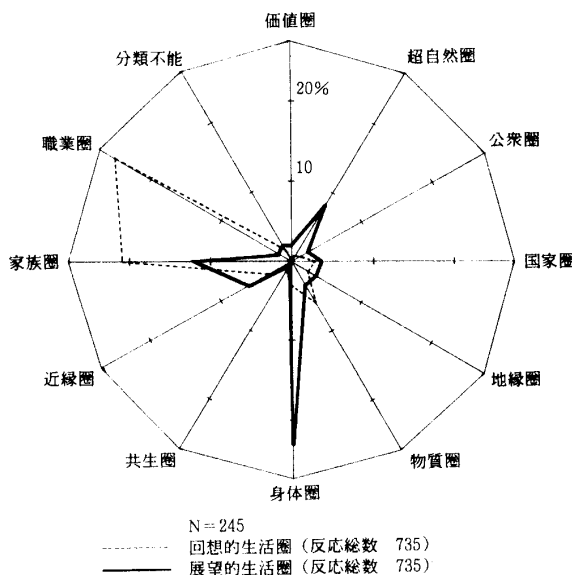 価値圏
分類不能
超自然圏
20%
職業圏
公衆圏
10
家族圏
国家圏
近縁圏
地縁圏
共生圏
物質圏
身体圏
N=245
回想的生活圏(反応総数 735)
展望的生活圏(反応総数 735)